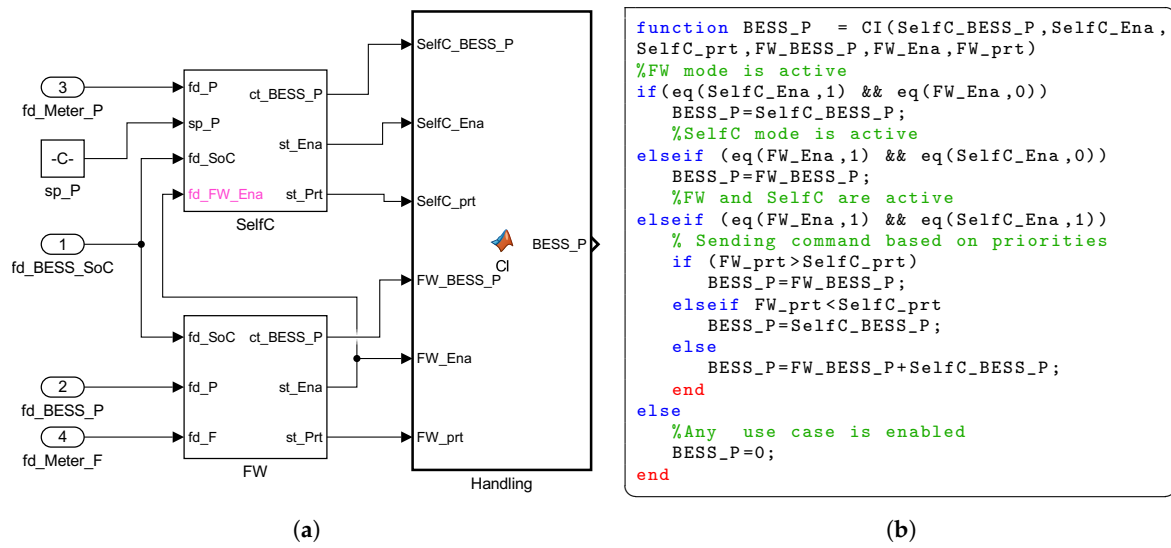 3
fd_Meter_P
-C-
sp_P
1
fd_BESS_SoC
2
fd_BESS_P
4
fd_Meter_F
fd_P
sp_P
fd_SoC
fd_FW_Ena
ct_BESS_P
st_Ena
st_Prt
SelfC
fd_SoC
fd_P
fd_F
ct_BESS_P
st_Ena
st_Prt
FW
SelfC_BESS_P
SelfC_Ena
SelfC_prt
FW_BESS_P
FW_Ena
FW_prt
CI
BESS_P
Handling
(a)
function BESS_P = CI(SelfC_BESS_P,SelfC_Ena,
SelfC_prt,FW_BESS_P,FW_Ena,FW_prt)
%FW mode is active
if(eq(SelfC_Ena,1) && eq(FW_Ena,0))
BESS_P=SelfC_BESS_P;
%SelfC mode is active
elseif (eq(FW_Ena,1) && eq(SelfC_Ena,0))
BESS_P=FW_BESS_P;
%FW and SelfC are active
elseif (eq(FW_Ena,1) && eq(SelfC_Ena,1))
% Sending command based on priorities
if (FW_prt>SelfC_prt)
BESS_P=FW_BESS_P;
elseif FW_prt<SelfC_prt
BESS_P=SelfC_BESS_P;
else
BESS_P=FW_BESS_P+SelfC_BESS_P;
end
else
%Any use case is enabled
BESS_P=0;
end
(b)